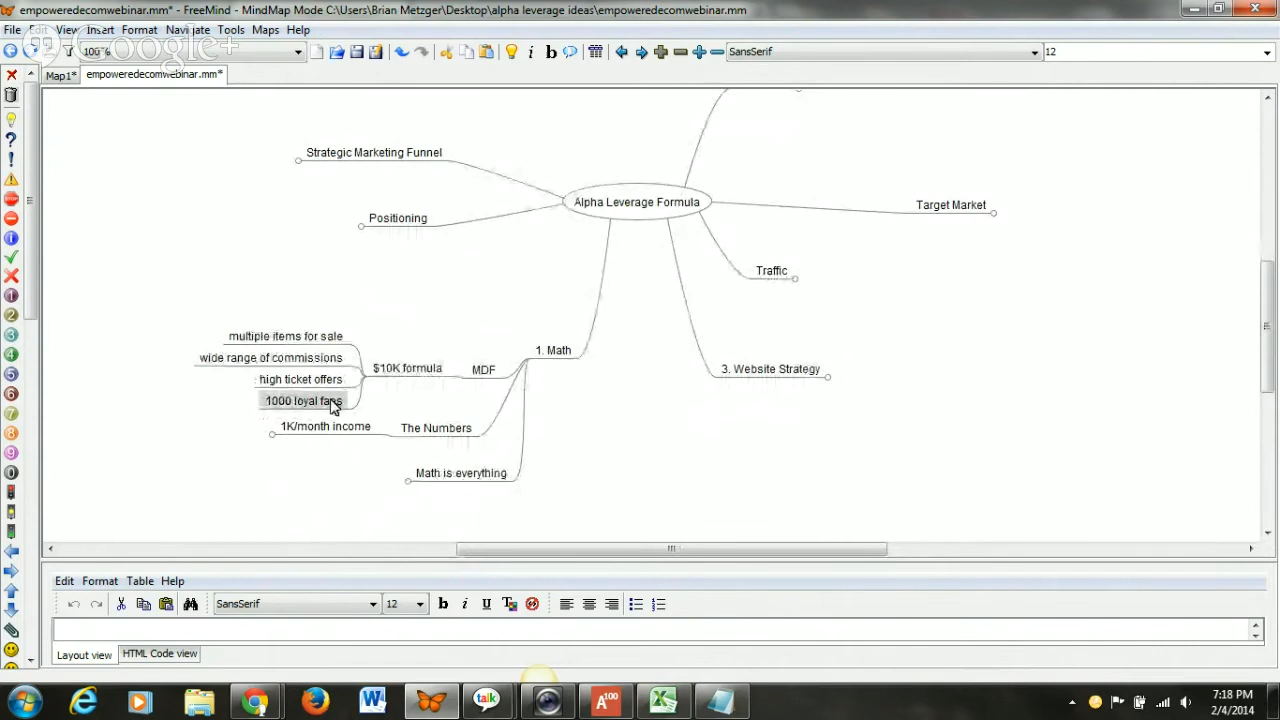 empoweredecomwebinar.mm* - FreeMind - MindMap Mode C:\Users\Brian Metzger\Desktop\alpha leverage ideas\empoweredecomwebinar.mm
File Edit View Insert Format Navigate Tools Maps Help
Google+
100%
SansSerif
12
Map1*
empoweredecomwebinar.mm*
Strategic Marketing Funnel
Alpha Leverage Formula
Target Market
Positioning
Traffic
multiple items for sale
1. Math
wide range of commissions
$10K formula
MDF
3. Website Strategy
high ticket offers
1000 loyal fans
1K/month income
The Numbers
Math is everything
Edit Format Table Help
SansSerif
12
Layout view
HTML Code view
talk
A100
7:18 PM
2/4/2014